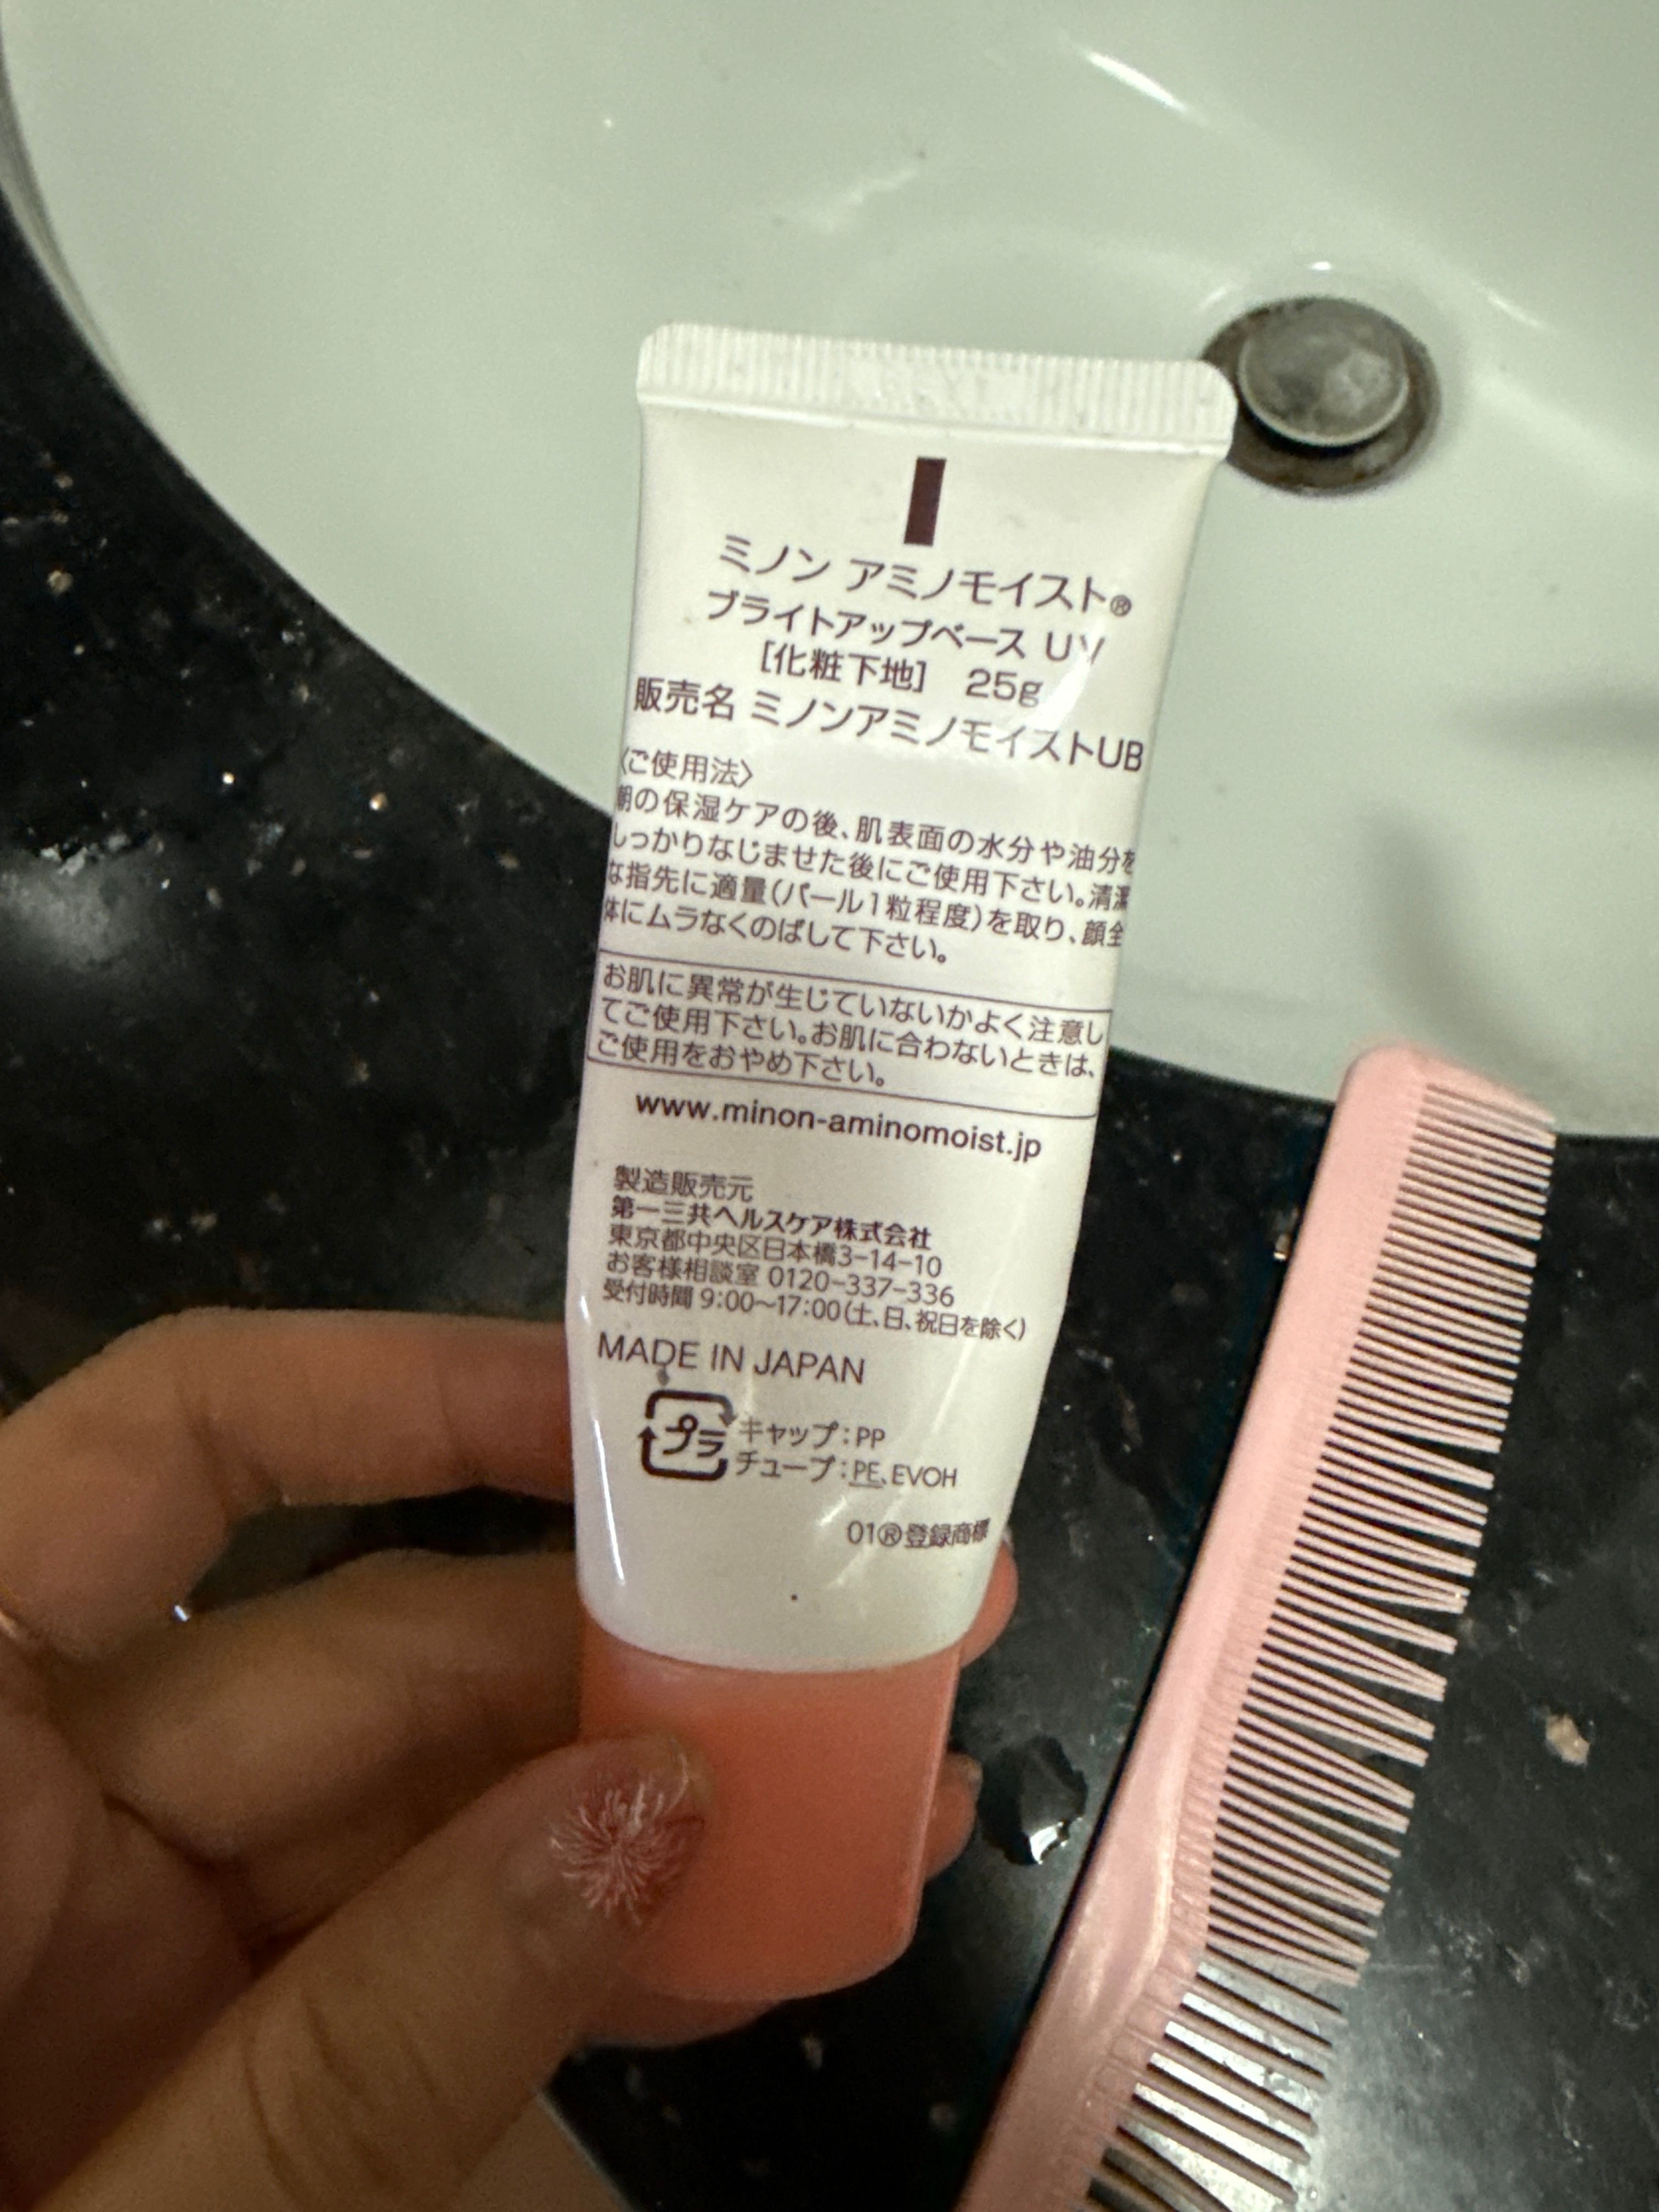 ミノン アミノモイスト®
ブライトアップベース UV
[化粧下地] 25g
販売名 ミノンアミノモイストUB
〈ご使用法〉
朝の保湿ケアの後、肌表面の水分や油分を
しっかりなじませた後にご使用下さい。清潔
な指先に適量(パール1粒程度)を取り、顔全
体にムラなくのばして下さい。
お肌に異常が生じていないかよく注意し
てご使用下さい。お肌に合わないときは、
ご使用をおやめ下さい。
www.minon-aminomoist.jp
製造販売元
第一三共ヘルスケア株式会社
東京都中央区日本橋3-14-10
お客様相談室 0120-337-336
受付時間 9:00〜17:00(土、日、祝日を除く)
MADE IN JAPAN
プラ
キャップ:PP
チューブ:PE、EVOH
01®登録商標